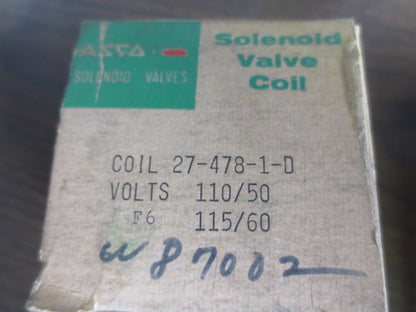 ASCO
SOLENOID VALVES
Solenoid
Valve
Coil
COIL 27-478-1-D
VOLTS 110/50
F6 115/60
W 87002